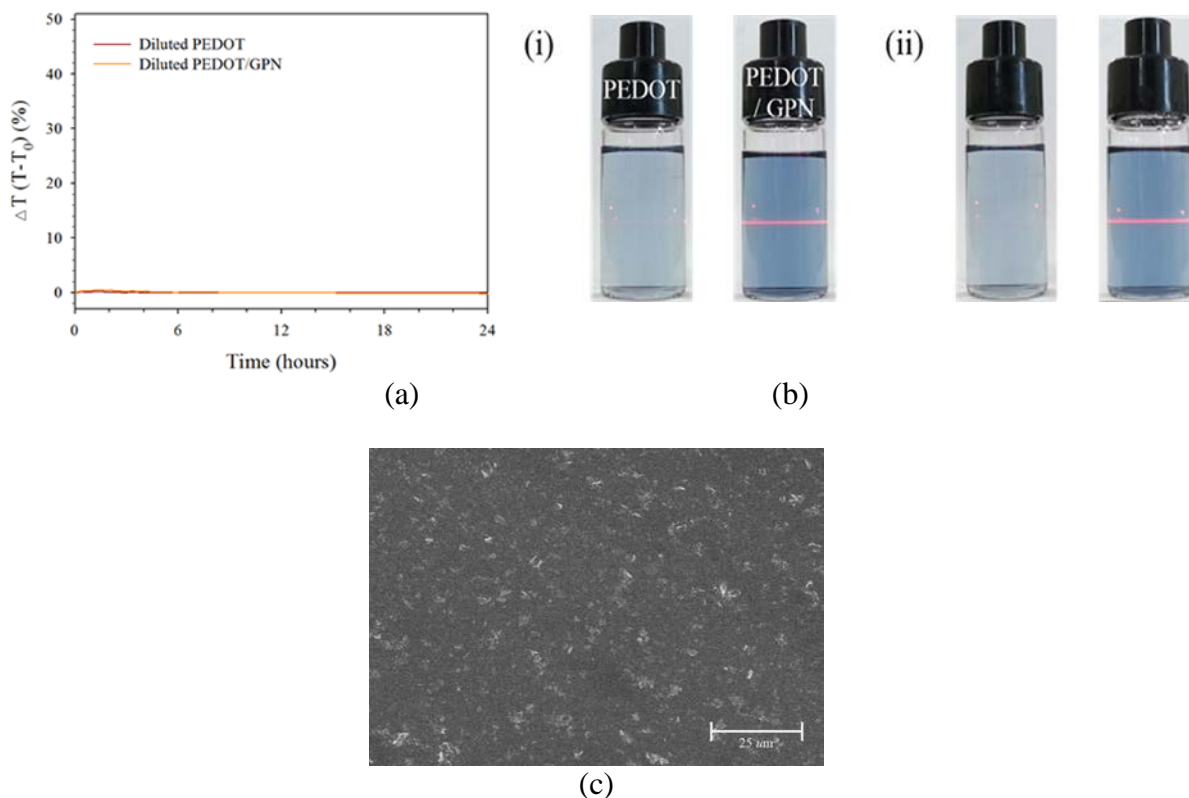 50
40
30
20
10
0
△T (T-T₀) (%)
Diluted PEDOT
Diluted PEDOT/GPN
0 6 12 18 24
Time (hours)
(a)
(i)
PEDOT
PEDOT
/ GPN
(ii)
(b)
25 um
(c)